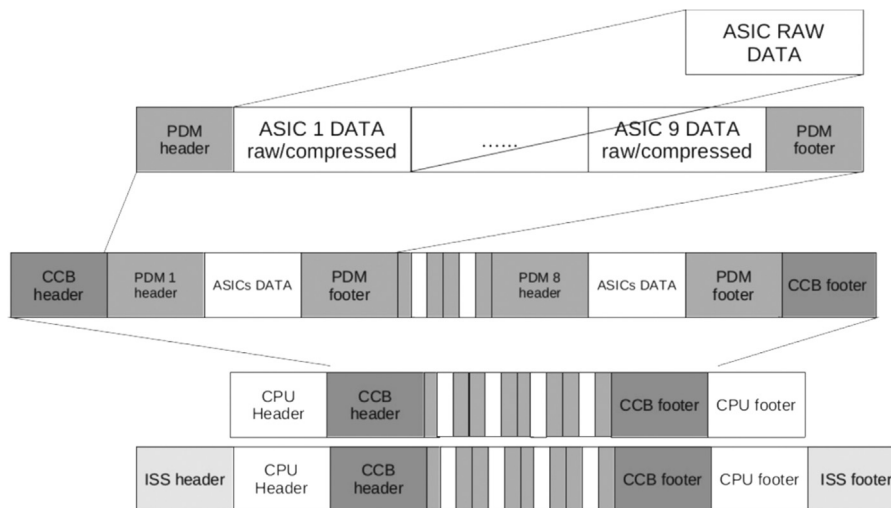 ASIC RAW
DATA
PDM
header
ASIC 1 DATA
raw/compressed
......
ASIC 9 DATA
raw/compressed
PDM
footer
CCB
header
PDM 1
header
ASICs DATA
PDM
footer
PDM 8
header
ASICs DATA
PDM
footer
CCB footer
CPU
Header
CCB
header
CCB footer
CPU footer
ISS header
CPU
Header
CCB
header
CCB footer
CPU footer
ISS footer